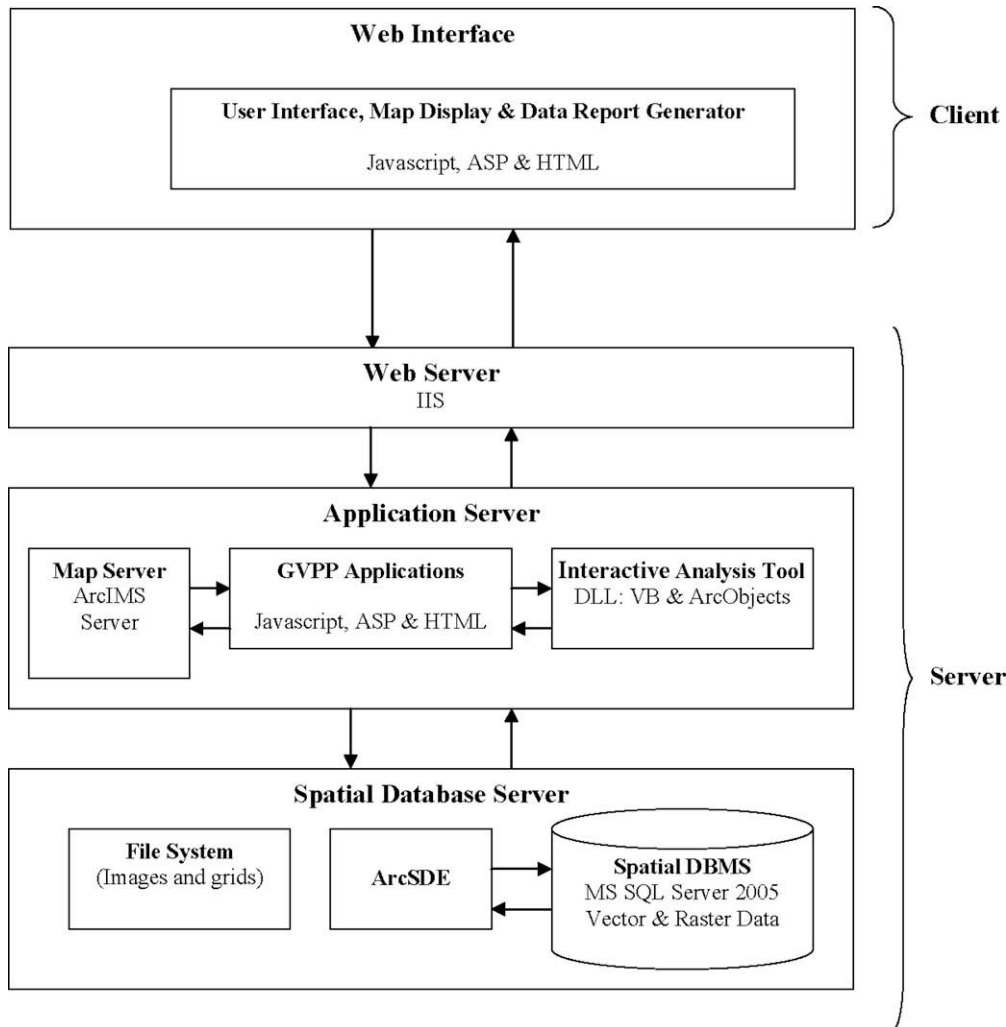 Web Interface
User Interface, Map Display & Data Report Generator
Javascript, ASP & HTML
Client
Web Server
IIS
Application Server
Map Server
ArcIMS
Server
GVPP Applications
Javascript, ASP & HTML
Interactive Analysis Tool
DLL: VB & ArcObjects
Server
Spatial Database Server
File System
(Images and grids)
ArcSDE
Spatial DBMS
MS SQL Server 2005
Vector & Raster Data